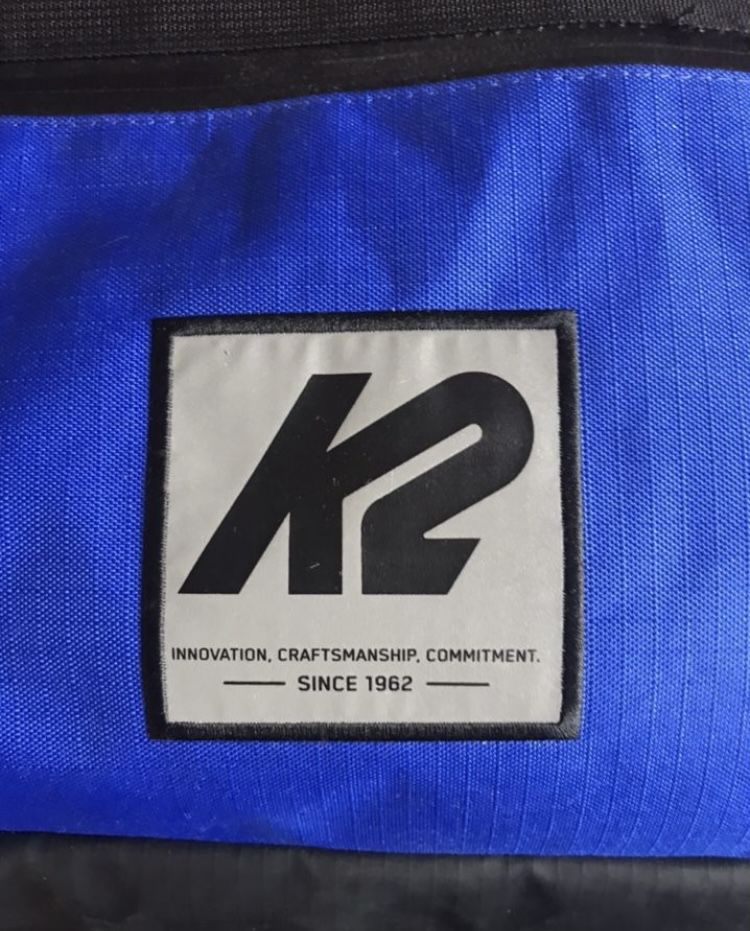 K2
INNOVATION, CRAFTSMANSHIP, COMMITMENT.
SINCE 1962